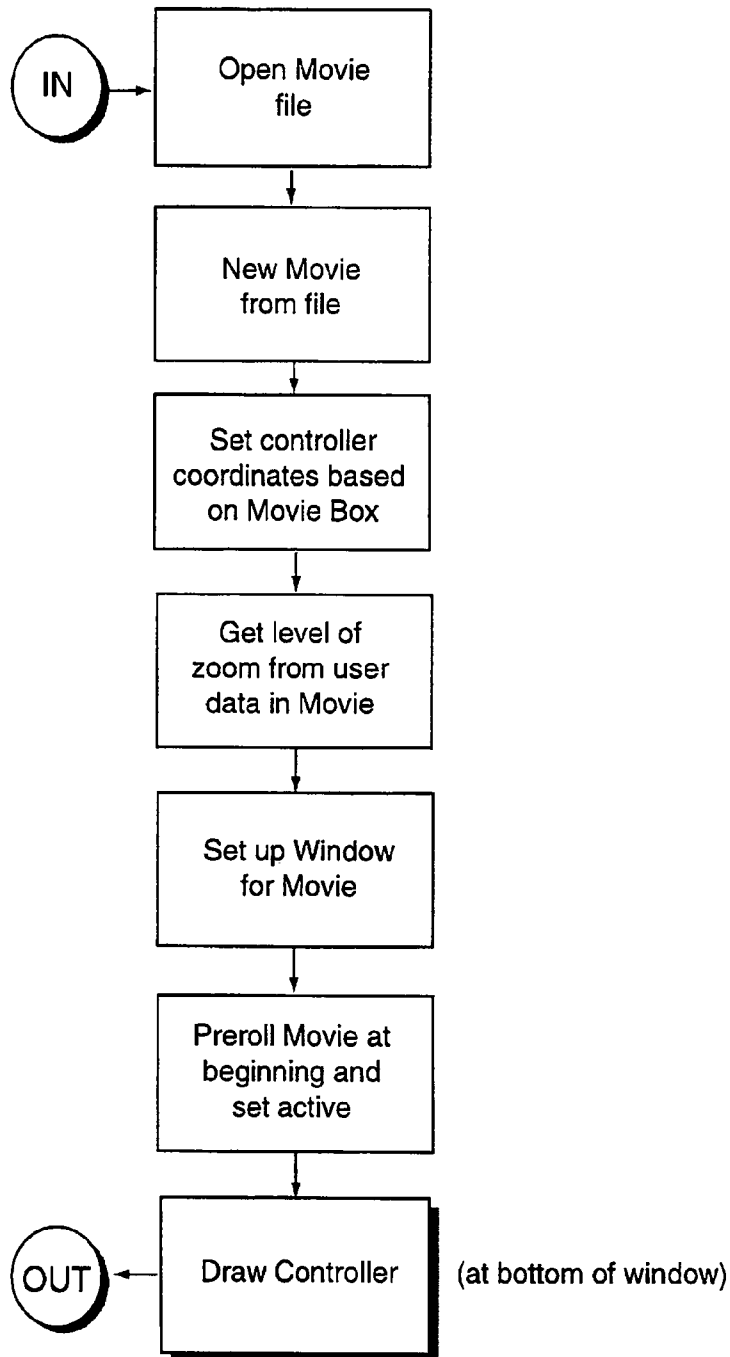 IN
Open Movie
file
New Movie
from file
Set controller
coordinates based
on Movie Box
Get level of
zoom from user
data in Movie
Set up Window
for Movie
Preroll Movie at
beginning and
set active
OUT
Draw Controller
(at bottom of window)